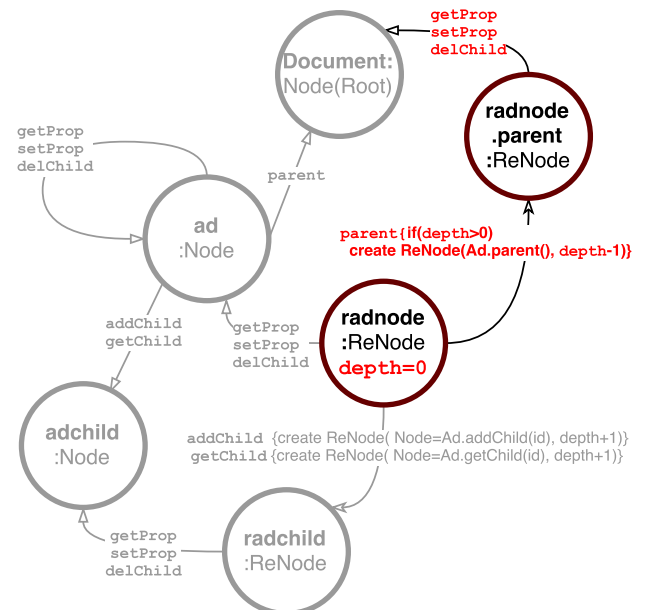 getProp
setProp
delChild
Document:
Node(Root)
radnode
.parent
:ReNode
getProp
setProp
delChild
parent
ad
:Node
parent{if(depth>0)
create ReNode(Ad.parent(), depth-1)}
addChild
getChild
getProp
setProp
delChild
radnode
:ReNode
depth=0
adchild
:Node
addChild {create ReNode( Node=Ad.addChild(id), depth+1)}
getChild {create ReNode( Node=Ad.getChild(id), depth+1)}
getProp
setProp
delChild
radchild
:ReNode